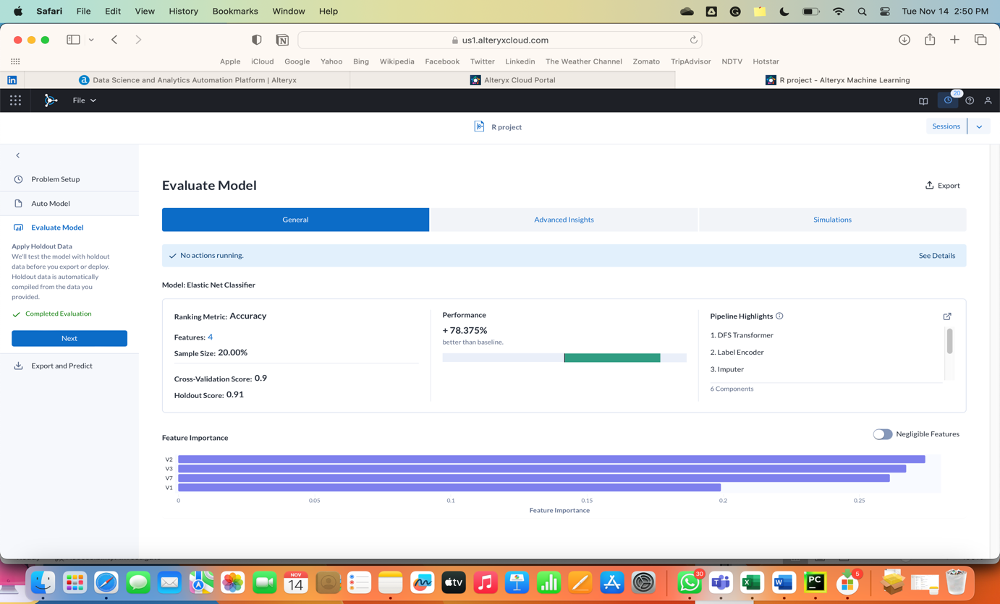 Safari File Edit View History Bookmarks Window Help Tue Nov 14 2:50 PM
us1.alteryxcloud.com
Apple iCloud Google Yahoo Bing Wikipedia Facebook Twitter Linkedin The Weather Channel Zomato TripAdvisor NDTV Hotstar
in a Data Science and Analytics Automation Platform | Alteryx Alteryx Cloud Portal R project - Alteryx Machine Learning
File 20
R project Sessions
Problem Setup
Auto Model
Evaluate Model
Apply Holdout Data
We'll test the model with holdout
data before you export or deploy.
Holdout data is automatically
compiled from the data you
provided.
Completed Evaluation
Next
Export and Predict
Evaluate Model Export
General Advanced Insights Simulations
No actions running. See Details
Model: Elastic Net Classifier
Ranking Metric: Accuracy
Features: 4
Sample Size: 20.00%
Cross-Validation Score: 0.9
Holdout Score: 0.91
Performance
+ 78.375%
better than baseline.
Pipeline Highlights
1. DFS Transformer
2. Label Encoder
3. Imputer
6 Components
Feature Importance Negligible Features
V2
V3
V7
V1
0 0.05 0.1 0.15 0.2 0.25
Feature Importance
NOV
14
tv
30
5
PC